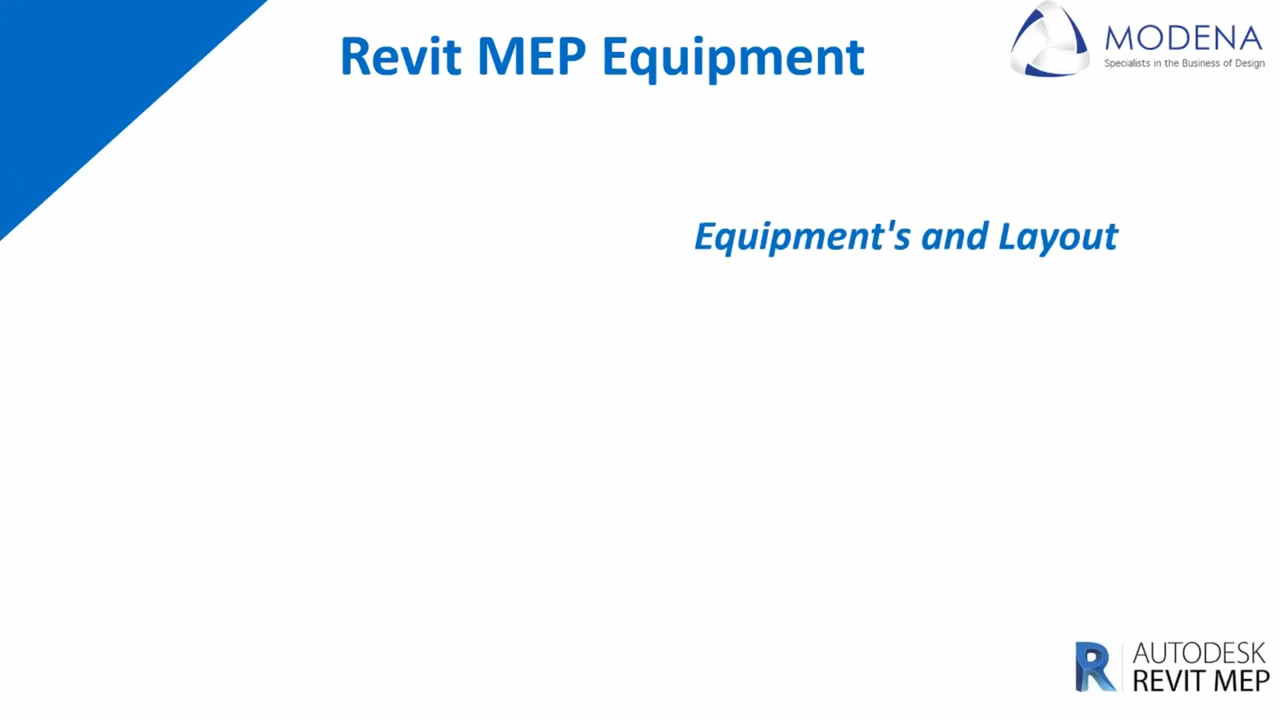 Revit MEP Equipment
MODENA
Specialists in the Business of Design
Equipment's and Layout
AUTODESK
REVIT MEP